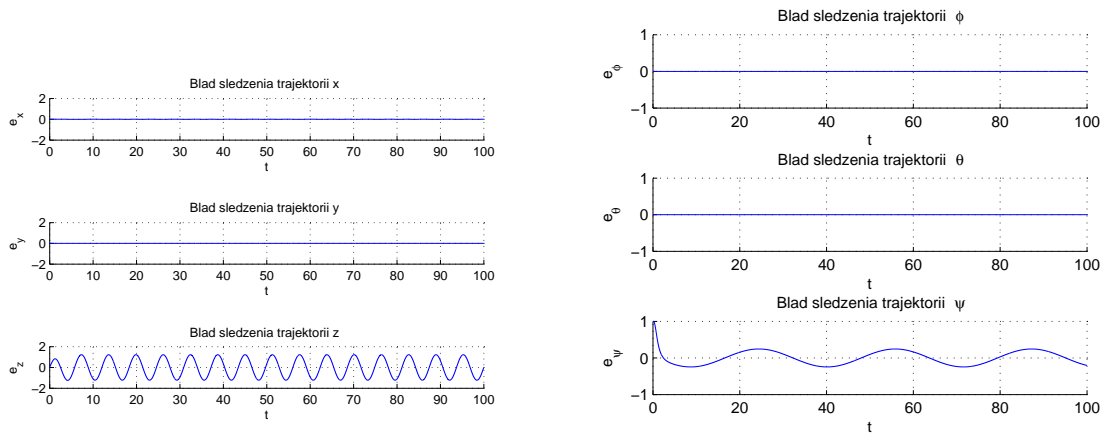 Blad sledzenia trajektorii x
2
0
−2
e_x
0 10 20 30 40 50 60 70 80 90 100
t
Blad sledzenia trajektorii y
2
0
−2
e_y
0 10 20 30 40 50 60 70 80 90 100
t
Blad sledzenia trajektorii z
2
0
−2
e_z
0 10 20 30 40 50 60 70 80 90 100
t
Blad sledzenia trajektorii ϕ
1
0
−1
e_ϕ
0 20 40 60 80 100
t
Blad sledzenia trajektorii θ
1
0
−1
e_θ
0 20 40 60 80 100
t
Blad sledzenia trajektorii ψ
1
0
−1
e_ψ
0 20 40 60 80 100
t